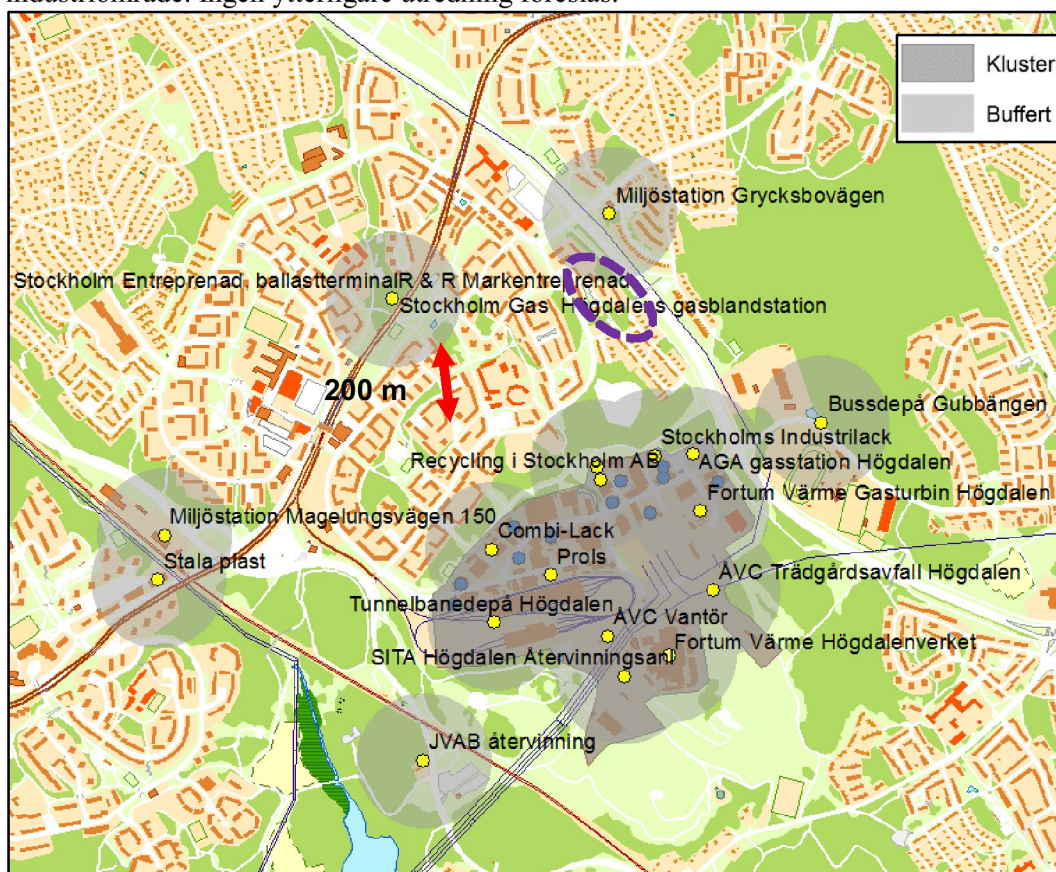 industriområde. Ingen ytterligare utredning föreslås.
Kluster
Buffert
Miljöstation Grycksbovägen
Stockholm Entreprenad, ballastterminal
R & R Markentreprenad
Stockholm Gas Högdalens gasblandstation
200 m
Bussdepå Gubbängen
Stockholms Industrilack
Recycling i Stockholm AB
AGA gasstation Högdalen
Fortum Värme Gasturbin Högdalen
Miljöstation Magelungsvägen 150
Combi-Lack
Stala plast
Prols
ÅVC Trädgårdsavfall Högdalen
Tunnelbanedepå Högdalen
ÅVC Vantör
Fortum Värme Högdalenverket
SITA Högdalen Återvinningsanl
JVAB återvinning